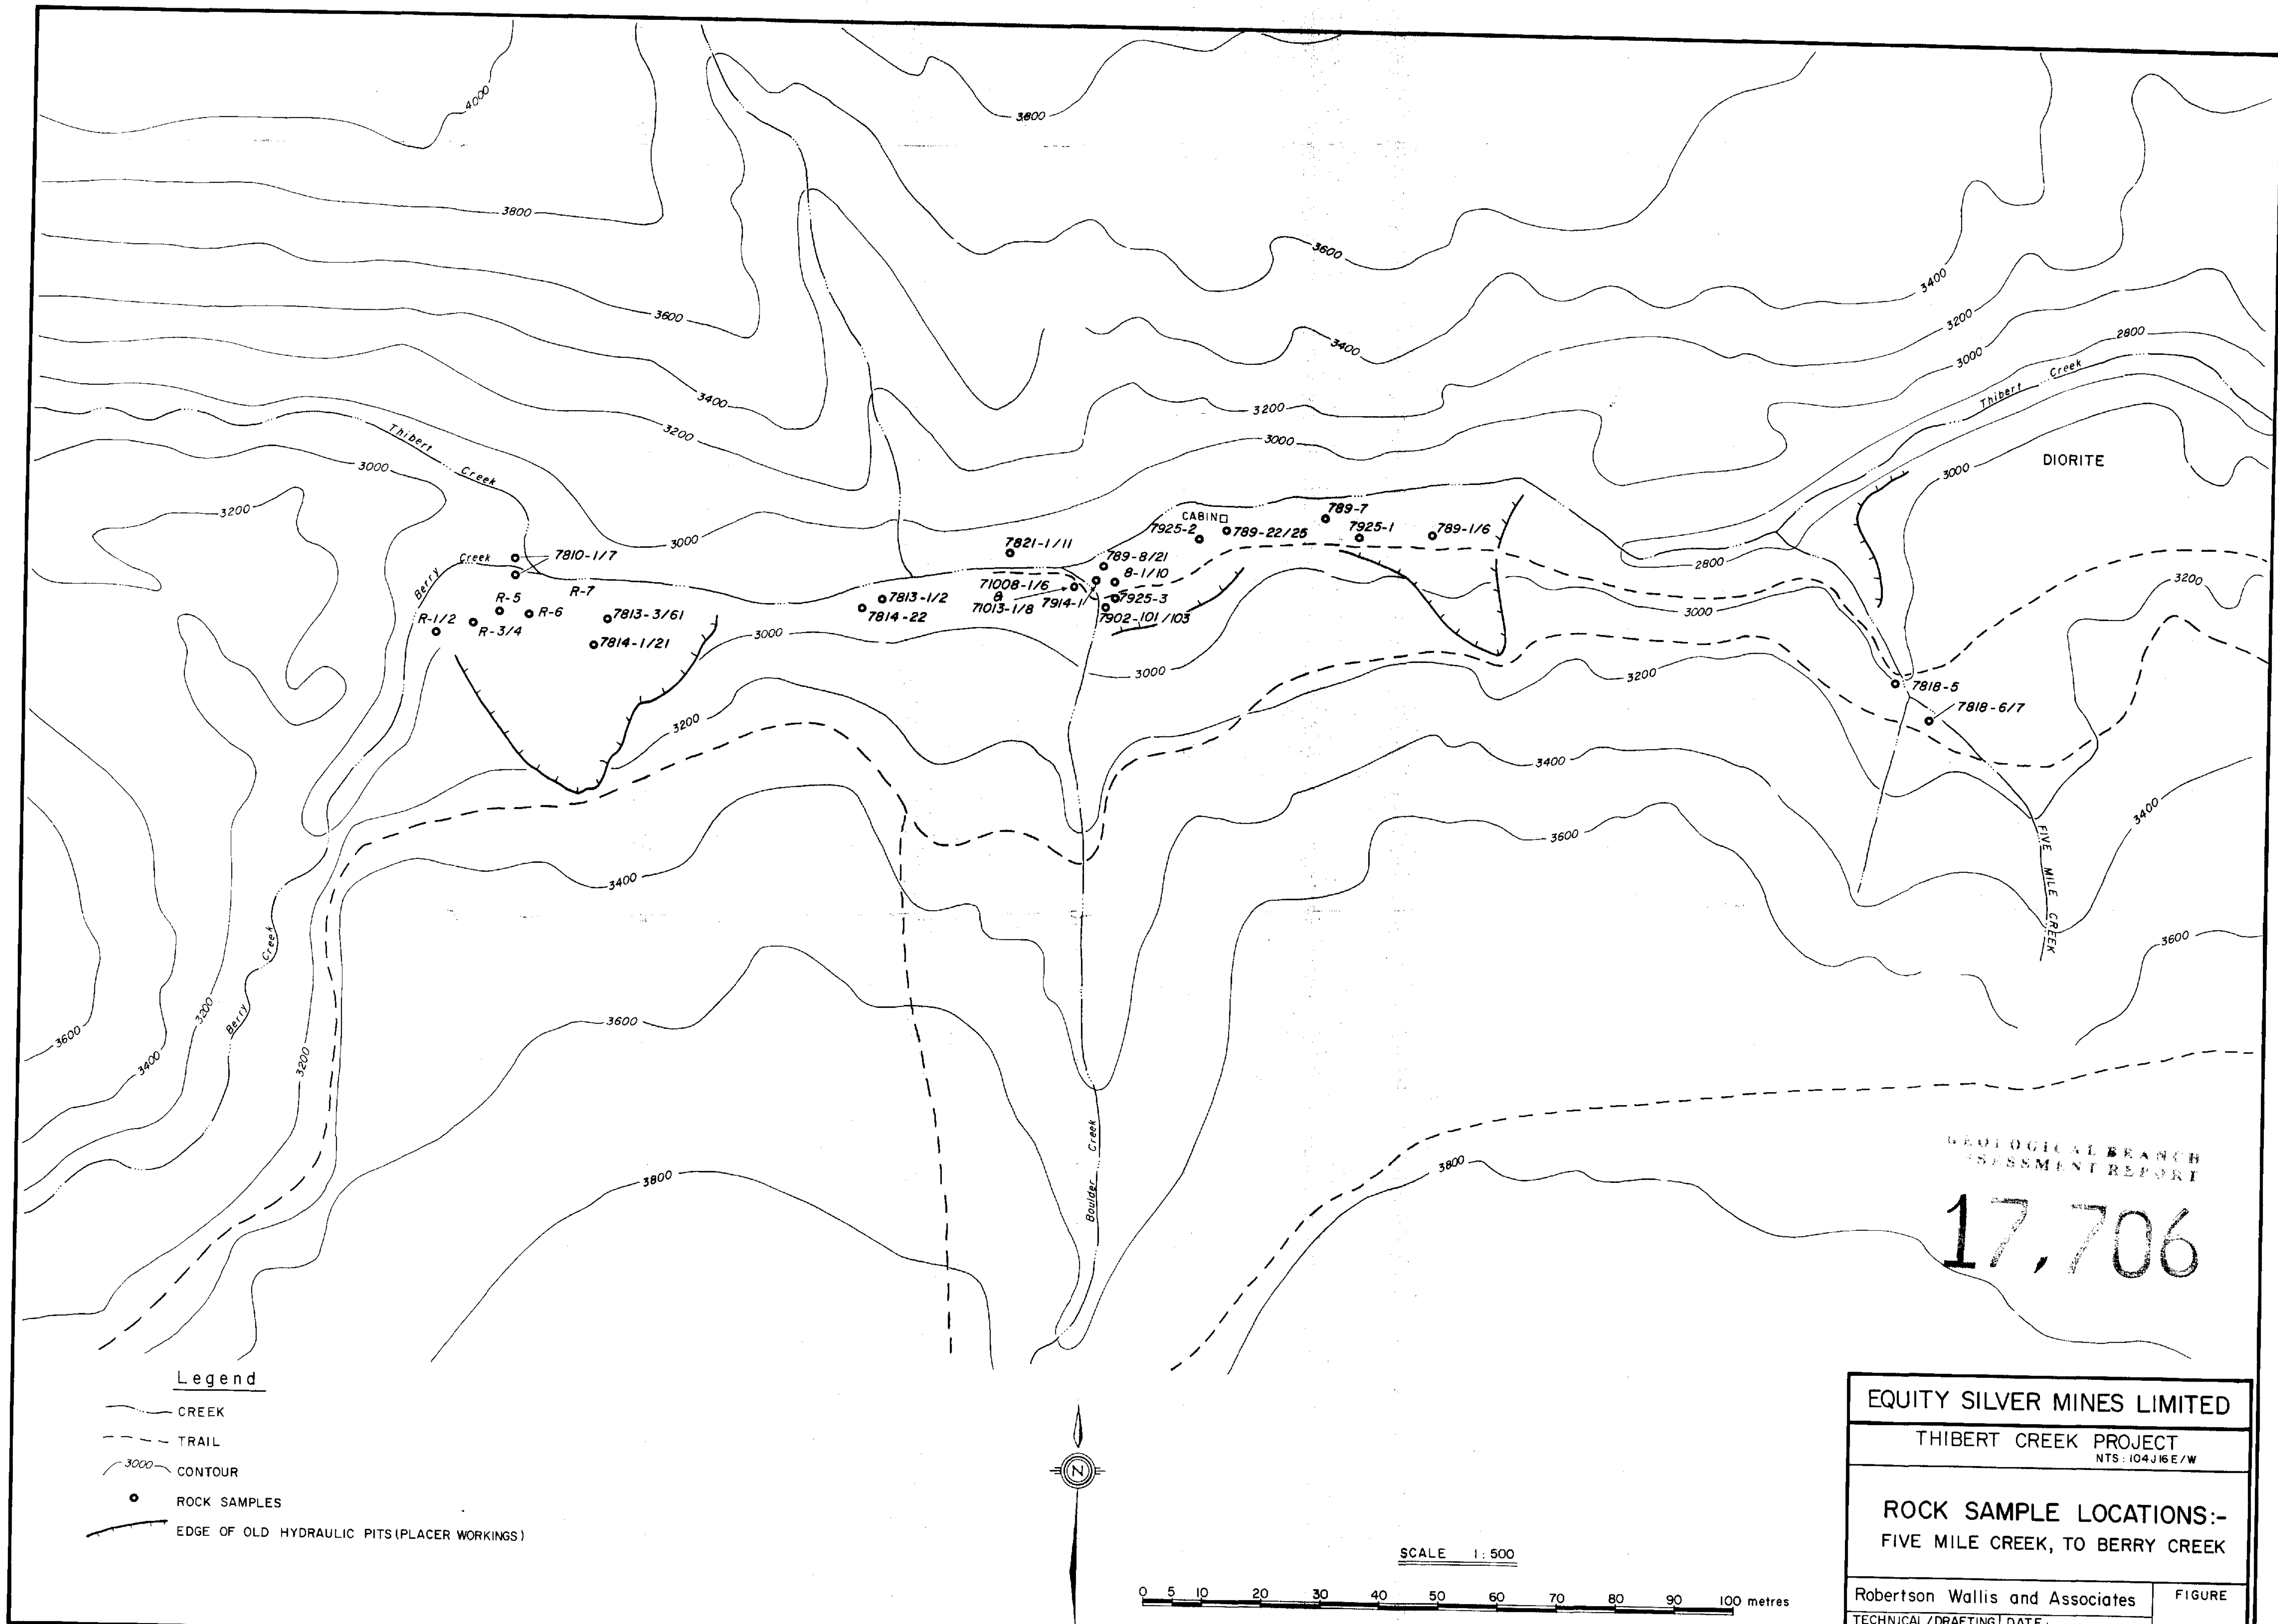 4000
3800
3800
3600
3600
3400
3400
3200
3400
3200
3000
2800
3200
3200
3000
Thibert Creek
Thibert Creek
3000
3200
3000
3000
DIORITE
CABIN
789-7
7925-2
789-22/25
7925-1
789-1/6
7821-1/11
789-8/21
7810-1/7
Berry Creek
R-7
71008-1/6
&
71013-1/8
7914-1
8-1/10
7925-3
7902-101/103
7813-1/2
7814-22
R-5
R-6
R-1/2
R-3/4
7813-3/61
7814-1/21
2800
3000
3200
3000
3000
3200
3200
7818-5
7818-6/7
3400
3400
3600
3400
FIVE MILE CREEK
3600
Berry Creek
3600
3400
3200
3200
3600
3800
Boulder Creek
3800
GEOLOGICAL BRANCH
ASSESSMENT REPORT
17,706
Legend
CREEK
TRAIL
3000 CONTOUR
ROCK SAMPLES
EDGE OF OLD HYDRAULIC PITS (PLACER WORKINGS)
N
SCALE 1:500
0 5 10 20 30 40 50 60 70 80 90 100 metres
EQUITY SILVER MINES LIMITED
THIBERT CREEK PROJECT
NTS: 104J16E/W
ROCK SAMPLE LOCATIONS:-
FIVE MILE CREEK, TO BERRY CREEK
Robertson Wallis and Associates
FIGURE
TECHNICAL/DRAFTING DATE: